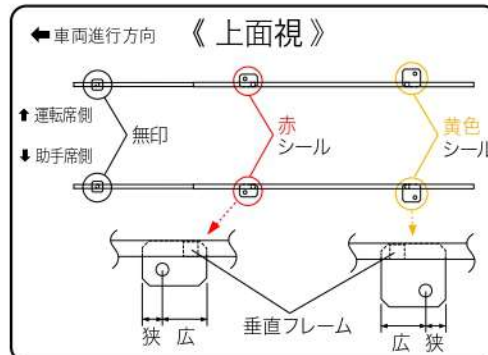 ⬅車両進行方向 《上面視》
⬆運転席側
⬇助手席側
無印
赤
シール
黄色
シール
垂直フレーム
狭 広
広 狭